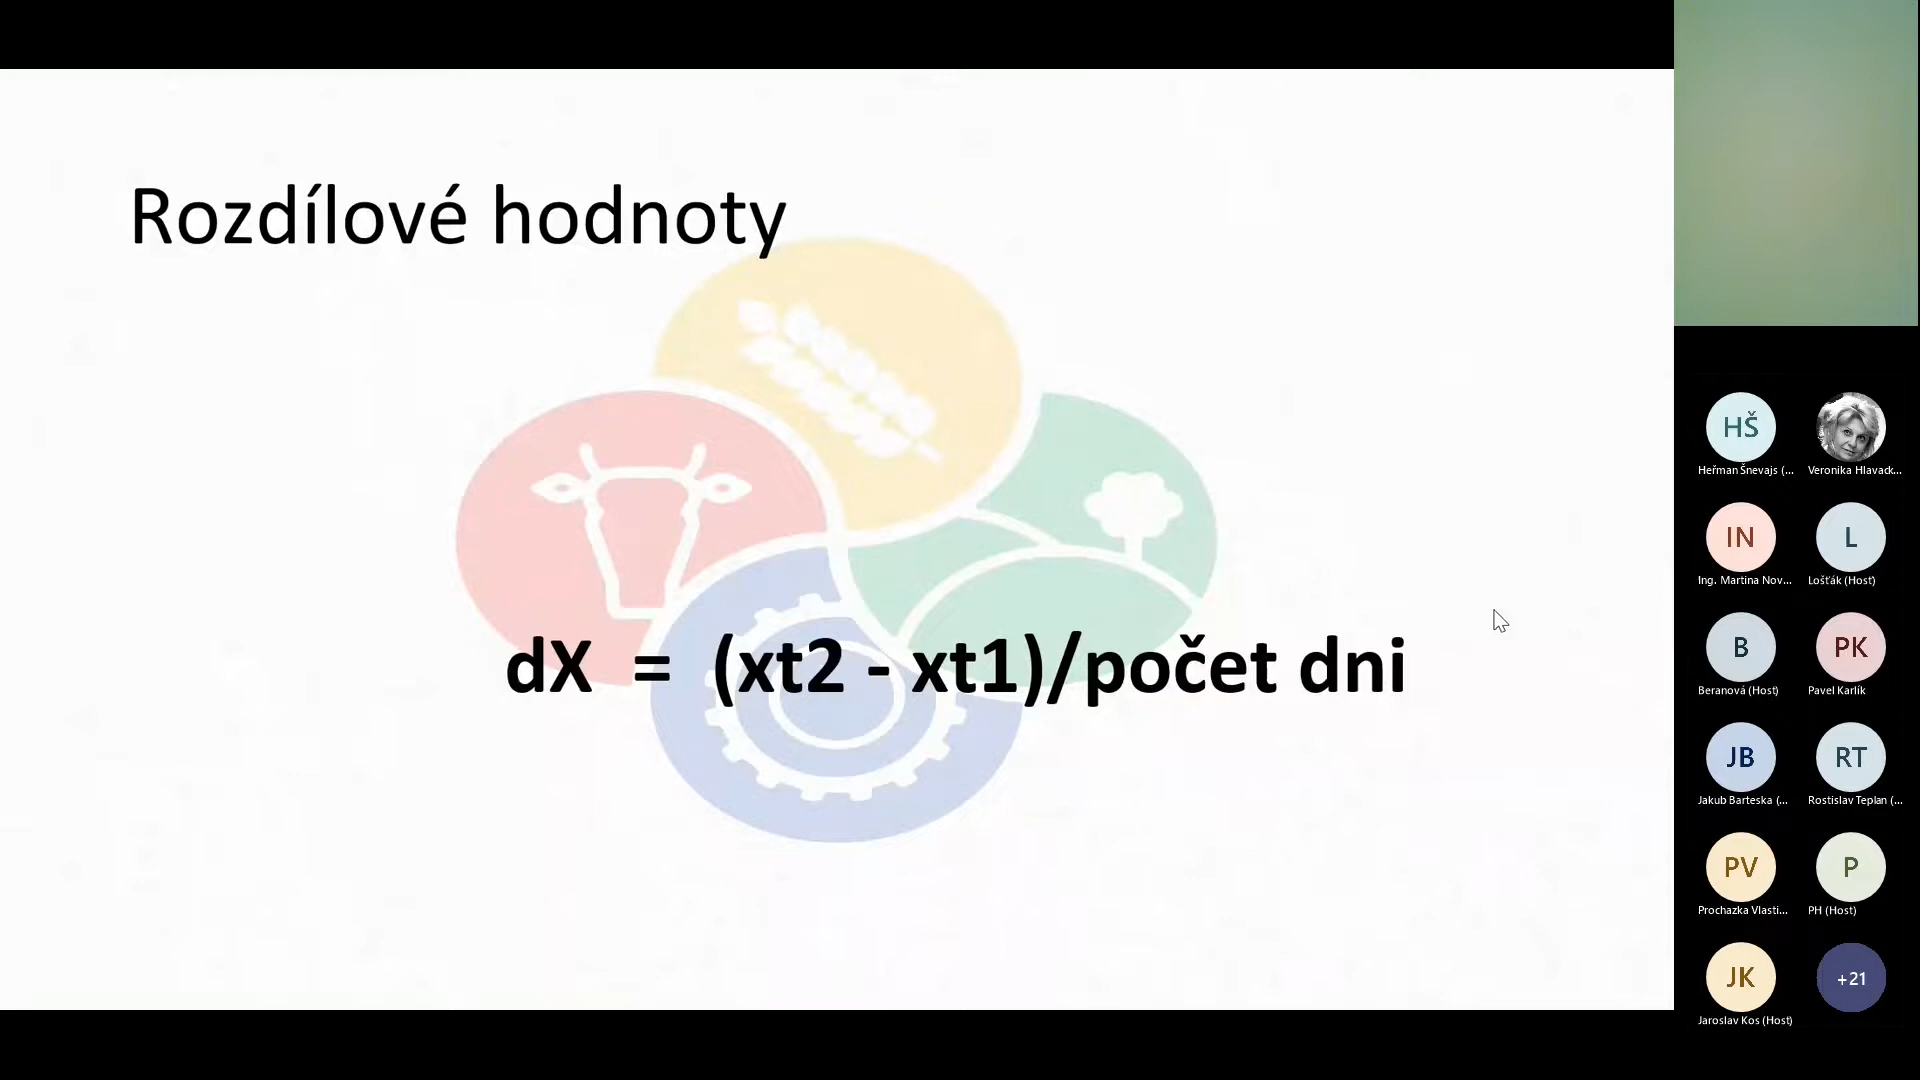 Rozdílové hodnoty
dX = (xt2 - xt1)/počet dni
HŠ
Heřman Šnevajs (...
Veronika Hlavack...
IN
Ing. Martina Nov...
L
Lošťák (Host)
B
Beranová (Host)
PK
Pavel Karlík
JB
Jakub Barteska (...
RT
Rostislav Teplan (...
PV
Prochazka Vlasti...
P
PH (Host)
JK
Jaroslav Kos (Host)
+21